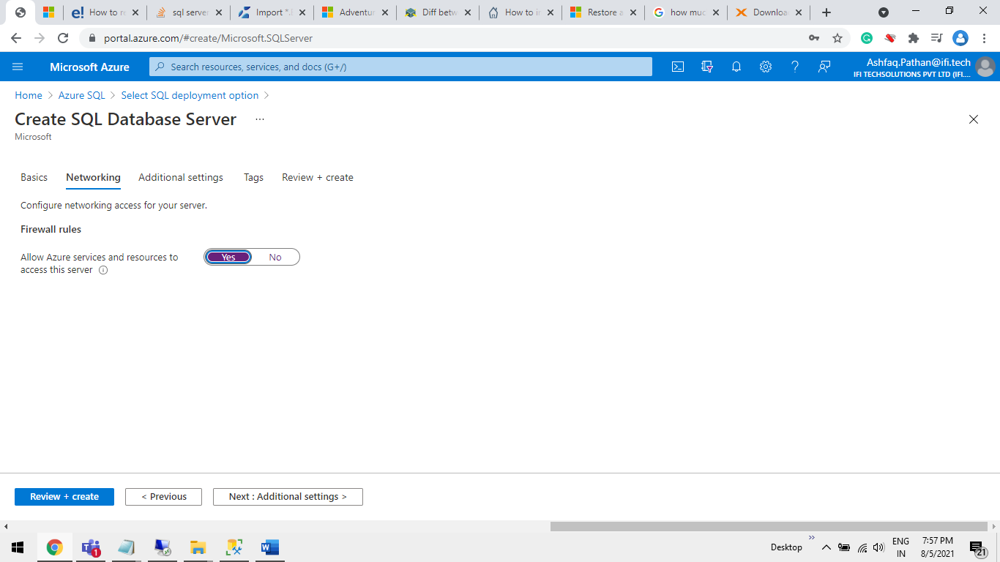 How to re
sql server
Import *.
Adventur
Diff betw
How to in
Restore a
how muc
Downloa
portal.azure.com/#create/Microsoft.SQLServer
Microsoft Azure
Search resources, services, and docs (G+/)
Ashfaq.Pathan@ifi.tech
IFI TECHSOLUTIONS PVT LTD (IFI....
Home > Azure SQL > Select SQL deployment option >
Create SQL Database Server ...
Microsoft
Basics
Networking
Additional settings
Tags
Review + create
Configure networking access for your server.
Firewall rules
Allow Azure services and resources to
access this server
Yes
No
Review + create
< Previous
Next : Additional settings >
Desktop
ENG
IN
7:57 PM
8/5/2021
1
21